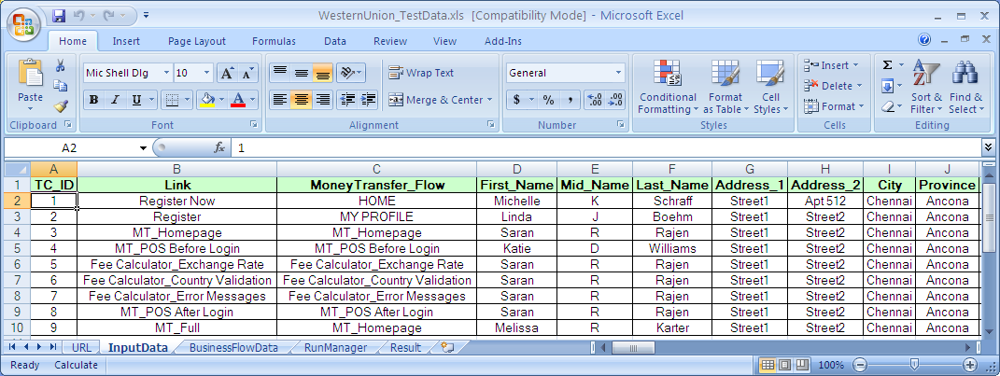 WesternUnion_TestData.xls [Compatibility Mode] - Microsoft Excel
Home Insert Page Layout Formulas Data Review View Add-Ins
Mic Shell Dlg 10 A A Wrap Text General Insert Σ
Paste B I U A Merge & Center $ % , .00 .0 Conditional Formatting Format as Table Cell Styles Delete Format Sort & Filter Find & Select
Clipboard Font Alignment Number Styles Cells Editing
A2 fx 1
A B C D E F G H I J
1 TC_ID Link MoneyTransfer_Flow First_Name Mid_Name Last_Name Address_1 Address_2 City Province
2 1 Register Now HOME Michelle K Schraff Street1 Apt 512 Chennai Ancona
3 2 Register MY PROFILE Linda J Boehm Street1 Street2 Chennai Ancona
4 3 MT_Homepage MT_Homepage Saran R Rajen Street1 Street2 Chennai Ancona
5 4 MT_POS Before Login MT_POS Before Login Katie D Williams Street1 Street2 Chennai Ancona
6 5 Fee Calculator_Exchange Rate Fee Calculator_Exchange Rate Saran R Rajen Street1 Street2 Chennai Ancona
7 6 Fee Calculator_Country Validation Fee Calculator_Country Validation Saran R Rajen Street1 Street2 Chennai Ancona
8 7 Fee Calculator_Error Messages Fee Calculator_Error Messages Saran R Rajen Street1 Street2 Chennai Ancona
9 8 MT_POS After Login MT_POS After Login Saran R Rajen Street1 Street2 Chennai Ancona
10 9 MT_Full MT_Homepage Melissa R Karter Street1 Street2 Chennai Ancona
URL InputData BusinessFlowData RunManager Result
Ready Calculate 100%